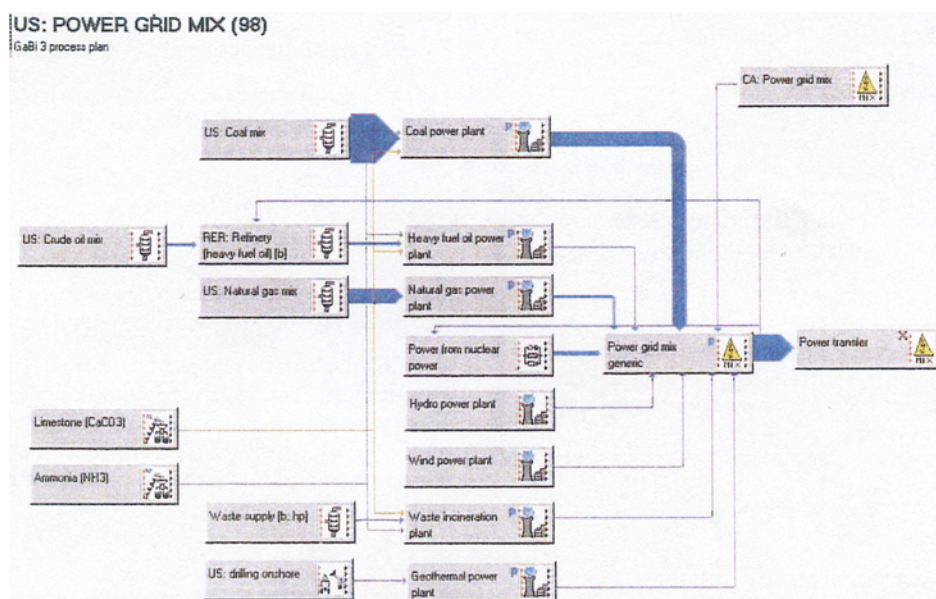 US: POWER GRID MIX (98)
GaBi 3 process plan
CA: Power grid mix
MIX
US: Coal mix
Coal power plant
P
US: Crude oil mix
RER: Refinery
[heavy fuel oil] [b]
Heavy fuel oil power
plant
P
US: Natural gas mix
Natural gas power
plant
P
Power from nuclear
power
Power grid mix
generic
P
MIX
Power transfer
X
MIX
Hydro power plant
Limestone (CaCO3)
Wind power plant
Ammonia (NH3)
Waste supply [b; hp]
Waste incineration
plant
P
US: drilling onshore
Geothermal power
plant
P